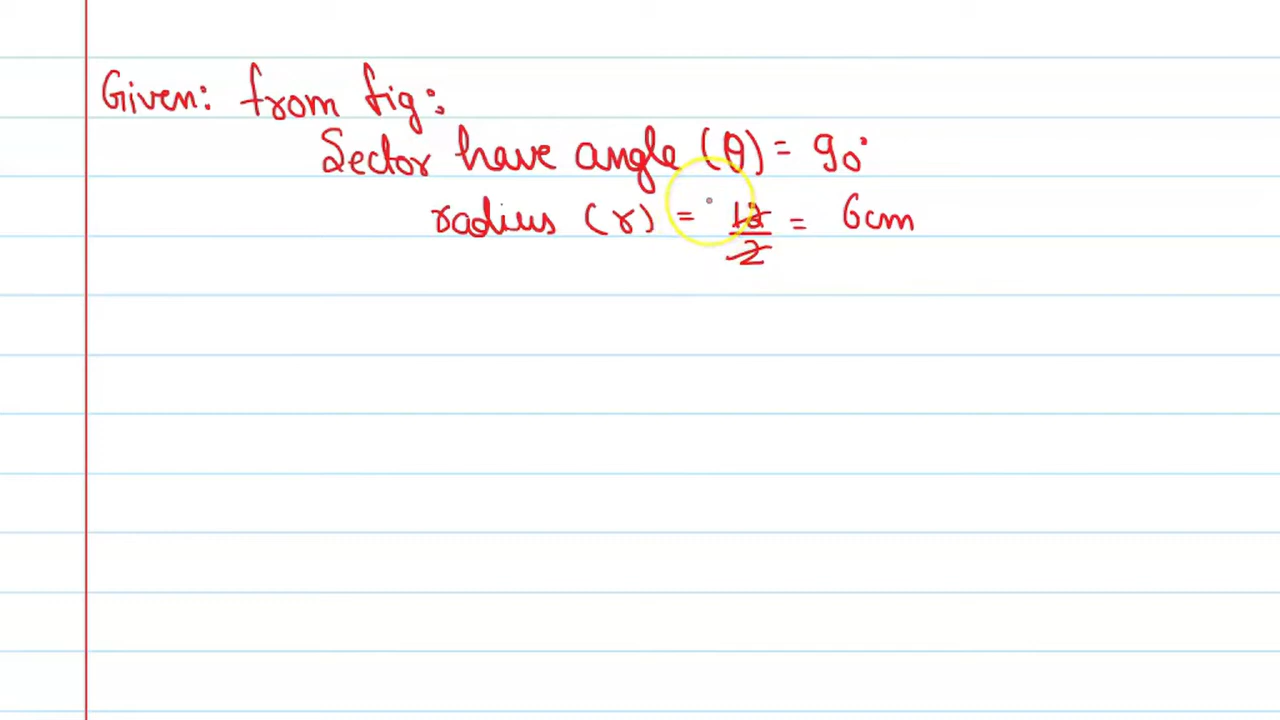 Given: from fig:
Sector have angle (θ) = 90°
radius (r) = 12/2 = 6cm